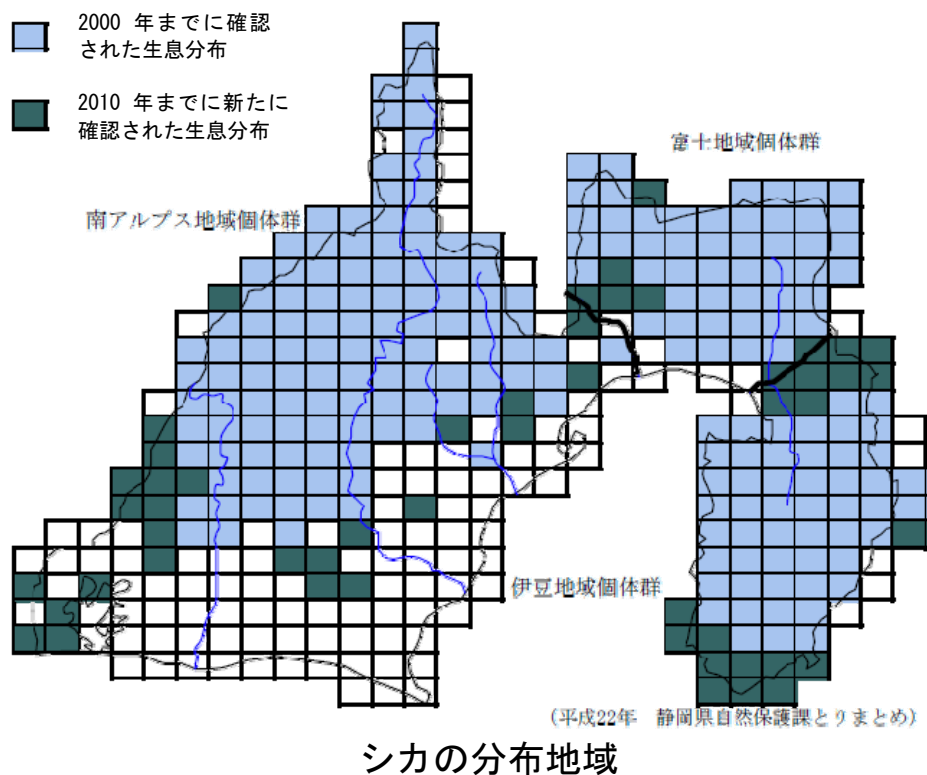 2000 年までに確認
された生息分布
2010 年までに新たに
確認された生息分布
富士地域個体群
南アルプス地域個体群
伊豆地域個体群
(平成22年 静岡県自然保護課とりまとめ)
シカの分布地域